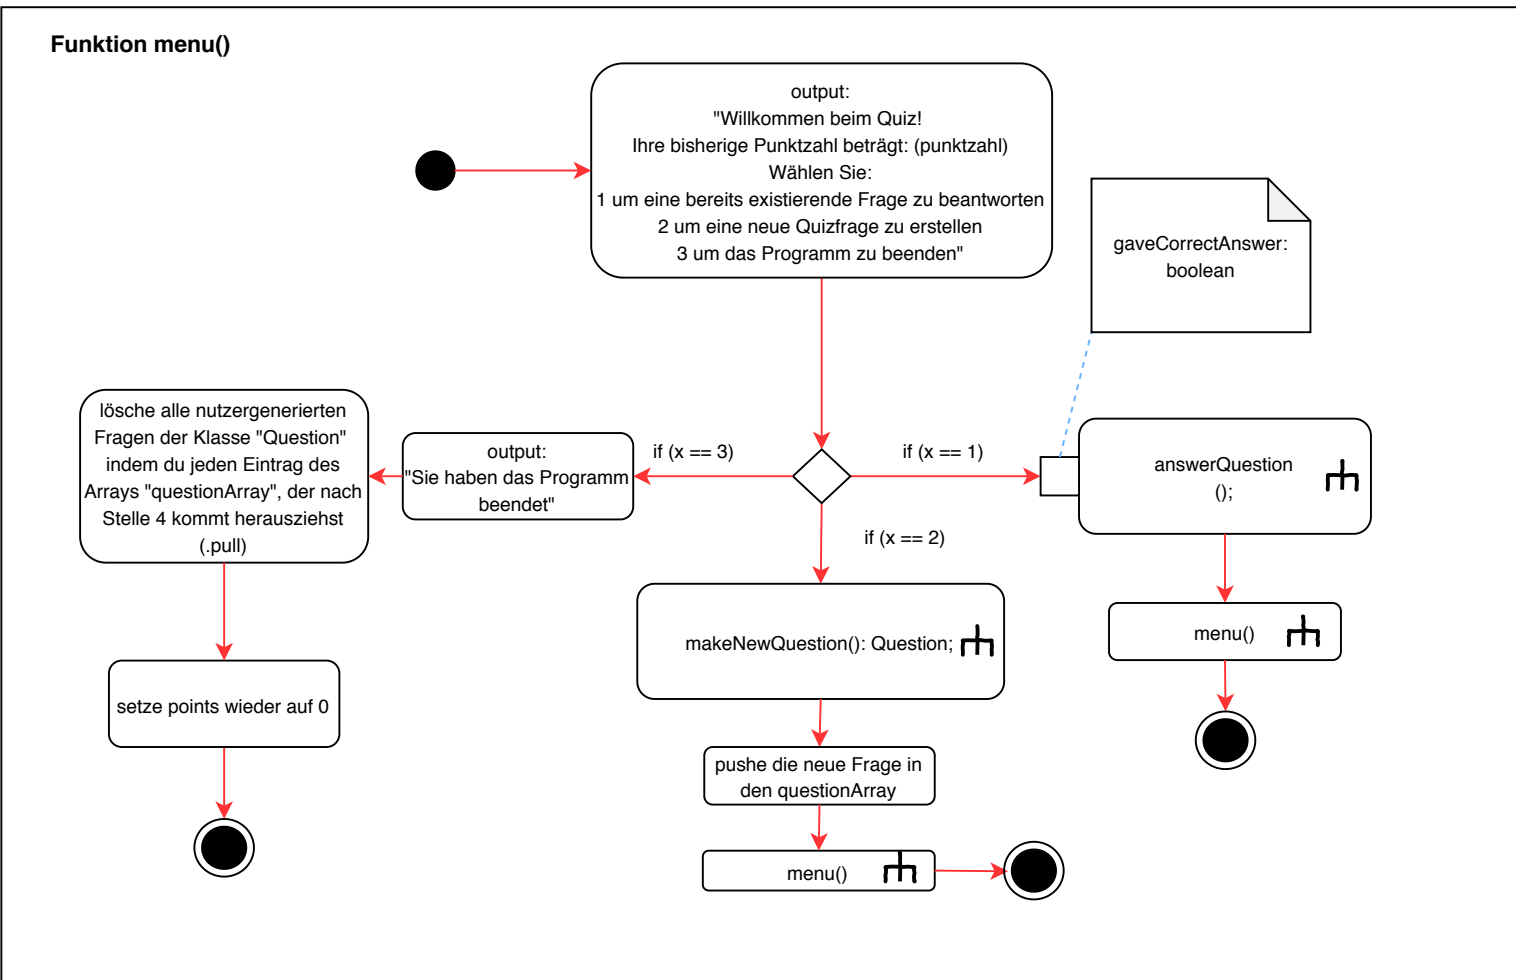 Funktion menu()
output:
"Willkommen beim Quiz!
Ihre bisherige Punktzahl beträgt: (punktzahl)
Wählen Sie:
1 um eine bereits existierende Frage zu beantworten
2 um eine neue Quizfrage zu erstellen
3 um das Programm zu beenden"
gaveCorrectAnswer:
boolean
lösche alle nutzergenerierten
Fragen der Klasse "Question"
indem du jeden Eintrag des
Arrays "questionArray", der nach
Stelle 4 kommt herausziehst
(.pull)
output:
"Sie haben das Programm
beendet"
if (x == 3)
if (x == 1)
answerQuestion
();
if (x == 2)
makeNewQuestion(): Question;
menu()
setze points wieder auf 0
pushe die neue Frage in
den questionArray
menu()